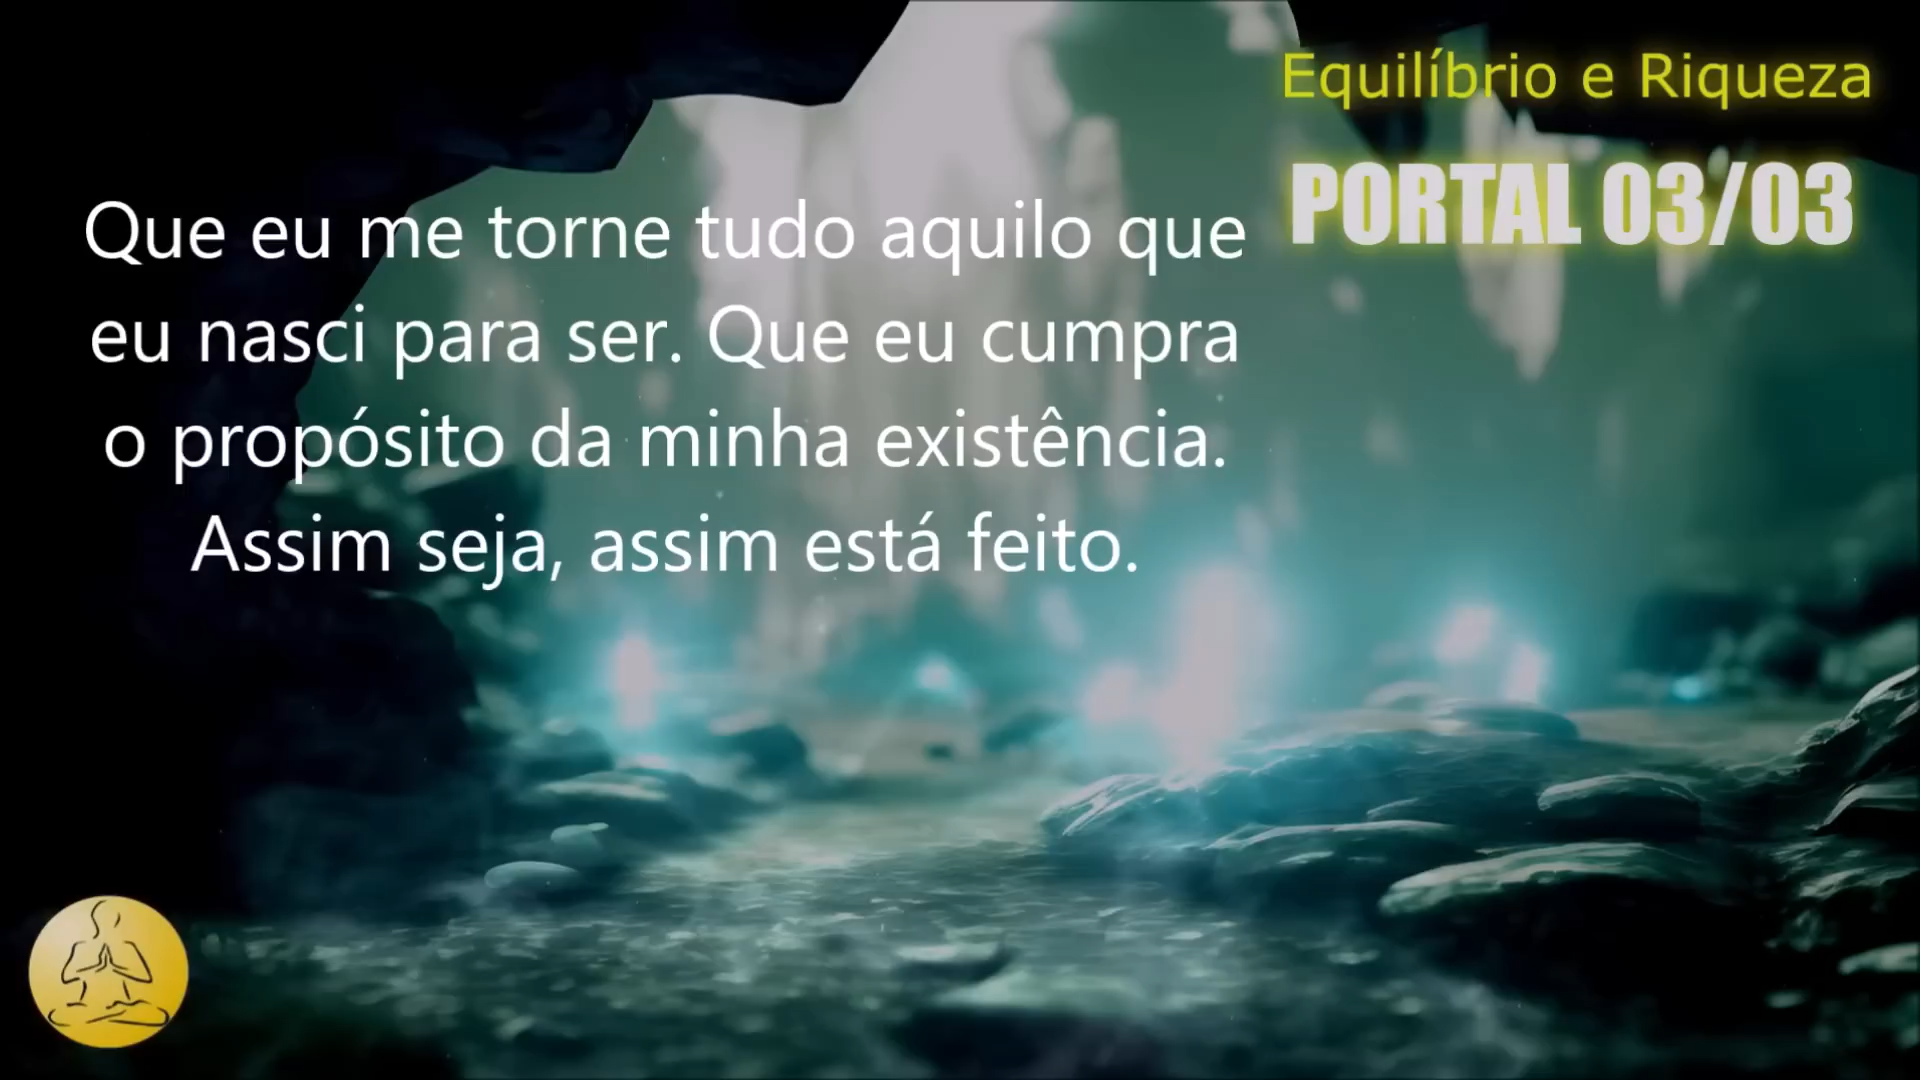 Equilíbrio e Riqueza
PORTAL 03/03
Que eu me torne tudo aquilo que
eu nasci para ser. Que eu cumpra
o propósito da minha existência.
Assim seja, assim está feito.